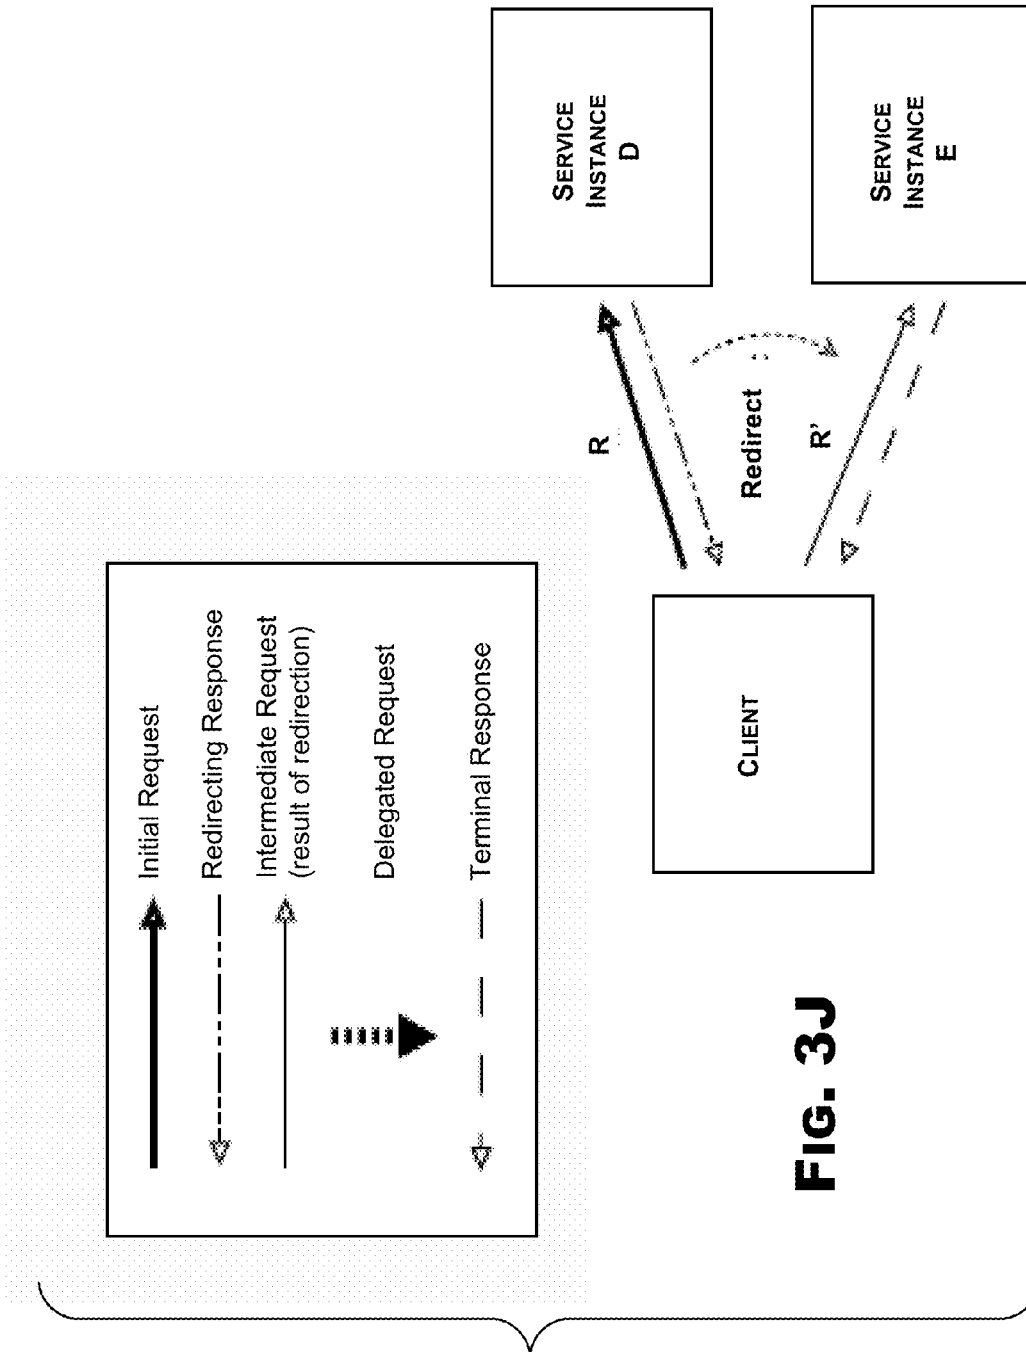 Initial Request
Redirecting Response
Intermediate Request
(result of redirection)
Delegated Request
Terminal Response
CLIENT
R
Redirect
R'
SERVICE
INSTANCE
D
SERVICE
INSTANCE
E
FIG. 3J